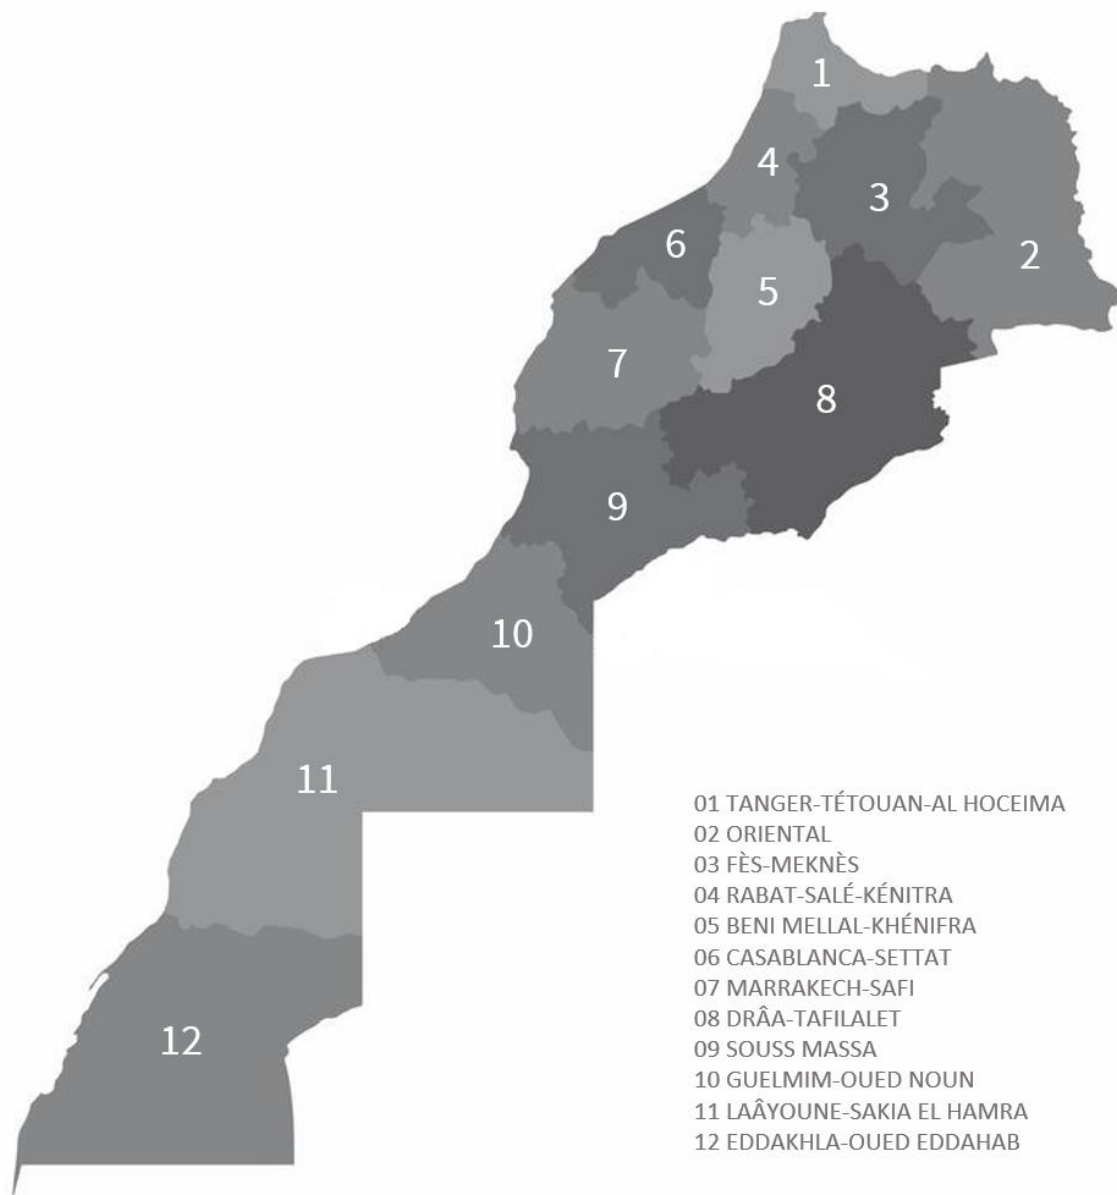 1
4
3
6
2
5
7
8
9
10
11
12
01 TANGER-TÉTOUAN-AL HOCEIMA
02 ORIENTAL
03 FÈS-MEKNÈS
04 RABAT-SALÉ-KÉNITRA
05 BENI MELLAL-KHÉNIFRA
06 CASABLANCA-SETTAT
07 MARRAKECH-SAFI
08 DRÂA-TAFILALET
09 SOUSS MASSA
10 GUELMIM-OUED NOUN
11 LAÂYOUNE-SAKIA EL HAMRA
12 EDDAKHLA-OUED EDDAHAB